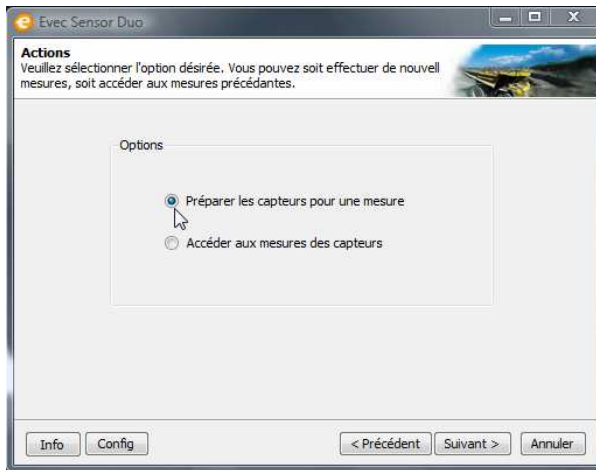 Evec Sensor Duo
Actions
Veuillez sélectionner l'option désirée. Vous pouvez soit effectuer de nouvell
mesures, soit accéder aux mesures précédantes.
Options
Préparer les capteurs pour une mesure
Accéder aux mesures des capteurs
Info Config < Précédent Suivant > Annuler